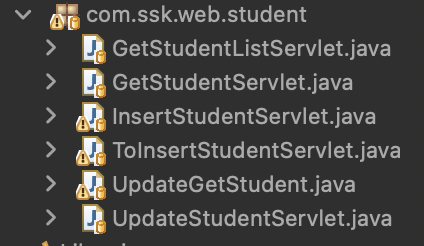 com.ssk.web.student
GetStudentListServlet.java
GetStudentServlet.java
InsertStudentServlet.java
ToInsertStudentServlet.java
UpdateGetStudent.java
UpdateStudentServlet.java